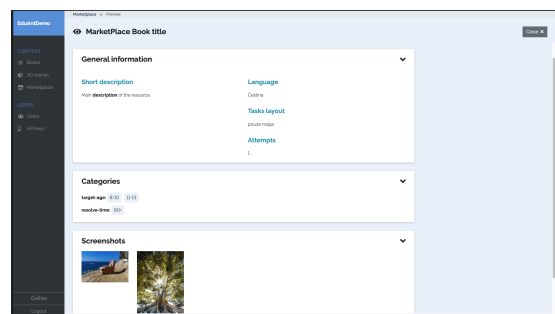 Marketplace > Preview
EduArdDemo
MarketPlace Book title
Close ×
CONTENT
Books
3D scenes
Marketplace
USERS
Users
API keys
Čeština
Logout
General information
Short description
Main description of the resource.
Language
Čeština
Tasks layout
pouze mapa
Attempts
1
Categories
target-age: 8-10 11-13
resolve-time: 60+
Screenshots